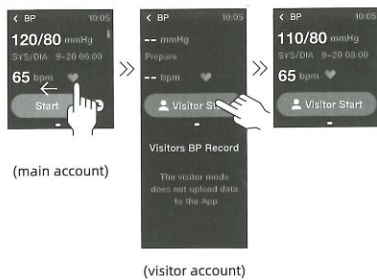 < BP 10:05
120/80 mmHg
SYS/DIA 9-20 06:00
65 bpm
Start
(main account)
< BP 10:05
-- mmHg
Prepare
-- bpm
Visitor
Visitors BP Record
The visitor mode
does not upload data
to the App
(visitor account)
< BP 10:05
110/80 mmHg
SYS/DIA 9-20 08:00
65 bpm
Visitor Start